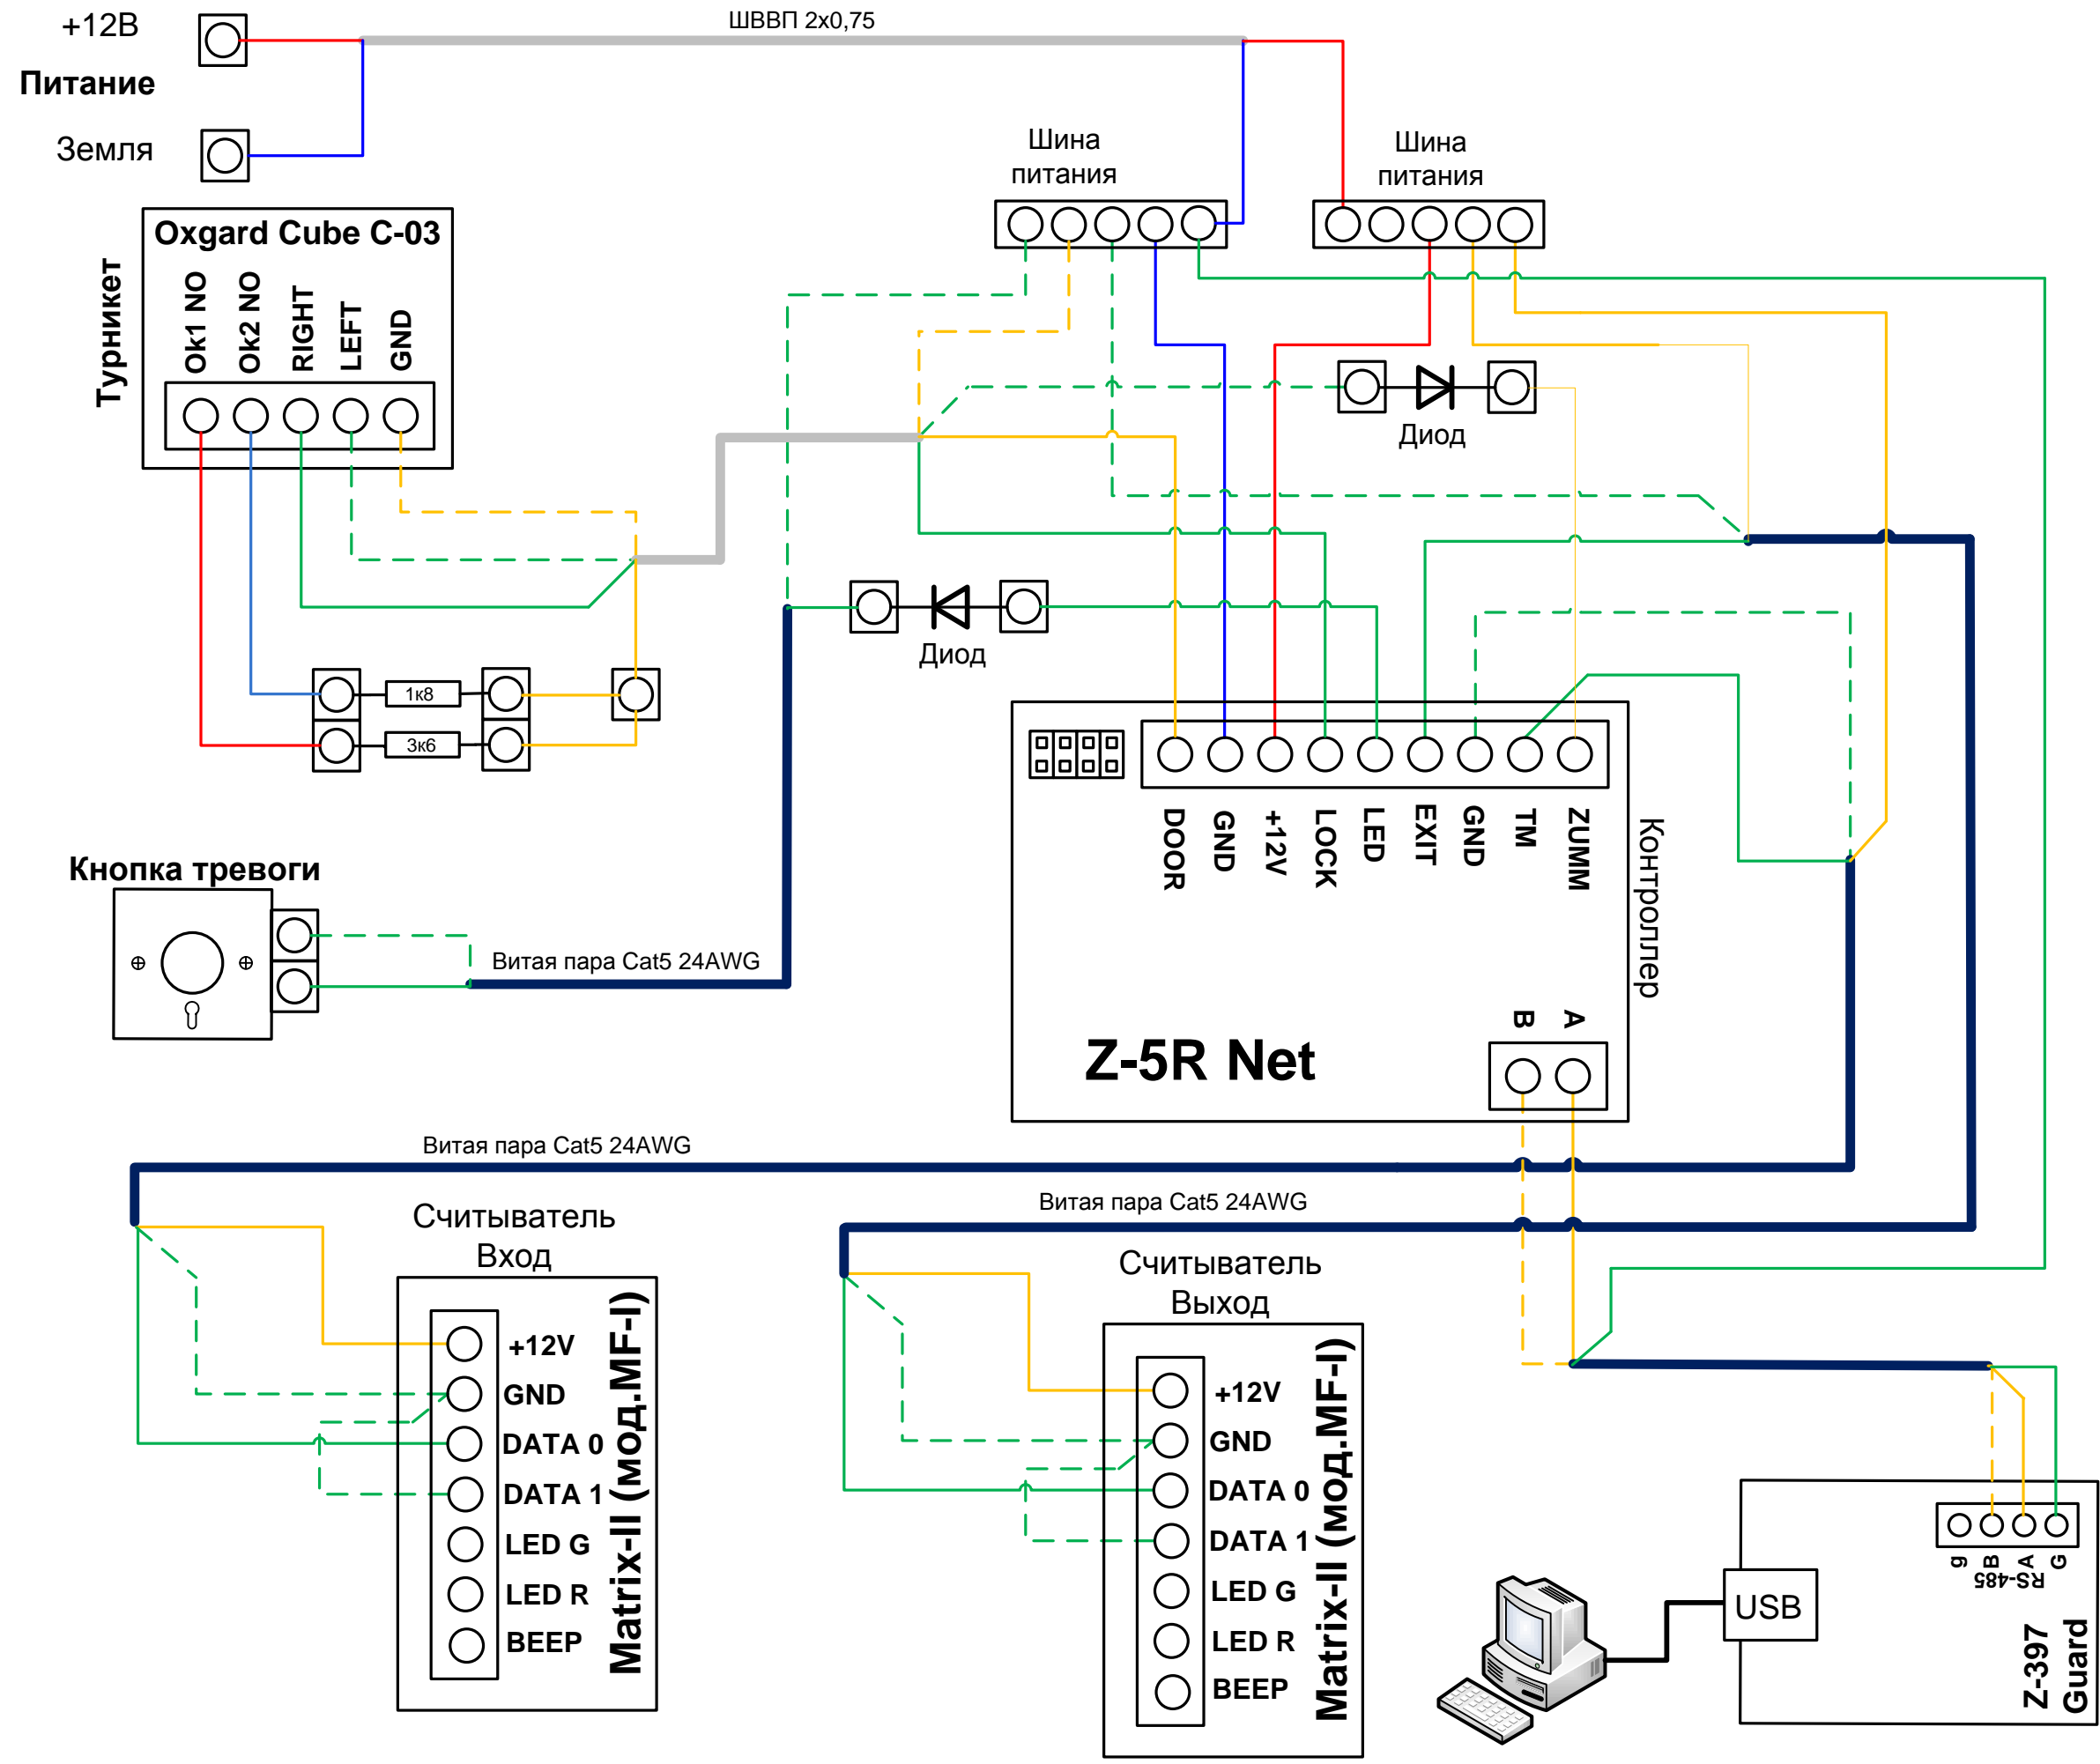 +12В
ШВВП 2х0,75
Питание
Земля
Шина
питания
Шина
питания
Oxgard Cube C-03
Турникет
Ok1 NO
Ok2 NO
RIGHT
LEFT
GND
Диод
Диод
1к8
3к6
DOOR
GND
+12V
LOCK
LED
EXIT
GND
TM
ZUMM
Контроллер
Кнопка тревоги
Витая пара Cat5 24AWG
B
A
Z-5R Net
Витая пара Cat5 24AWG
Витая пара Cat5 24AWG
Считыватель
Вход
+12V
GND
DATA 0
DATA 1
LED G
LED R
BEEP
Matrix-II (мод.MF-I)
Считыватель
Выход
+12V
GND
DATA 0
DATA 1
LED G
LED R
BEEP
Matrix-II (мод.MF-I)
g
B
A
G
RS-485
USB
Z-397
Guard